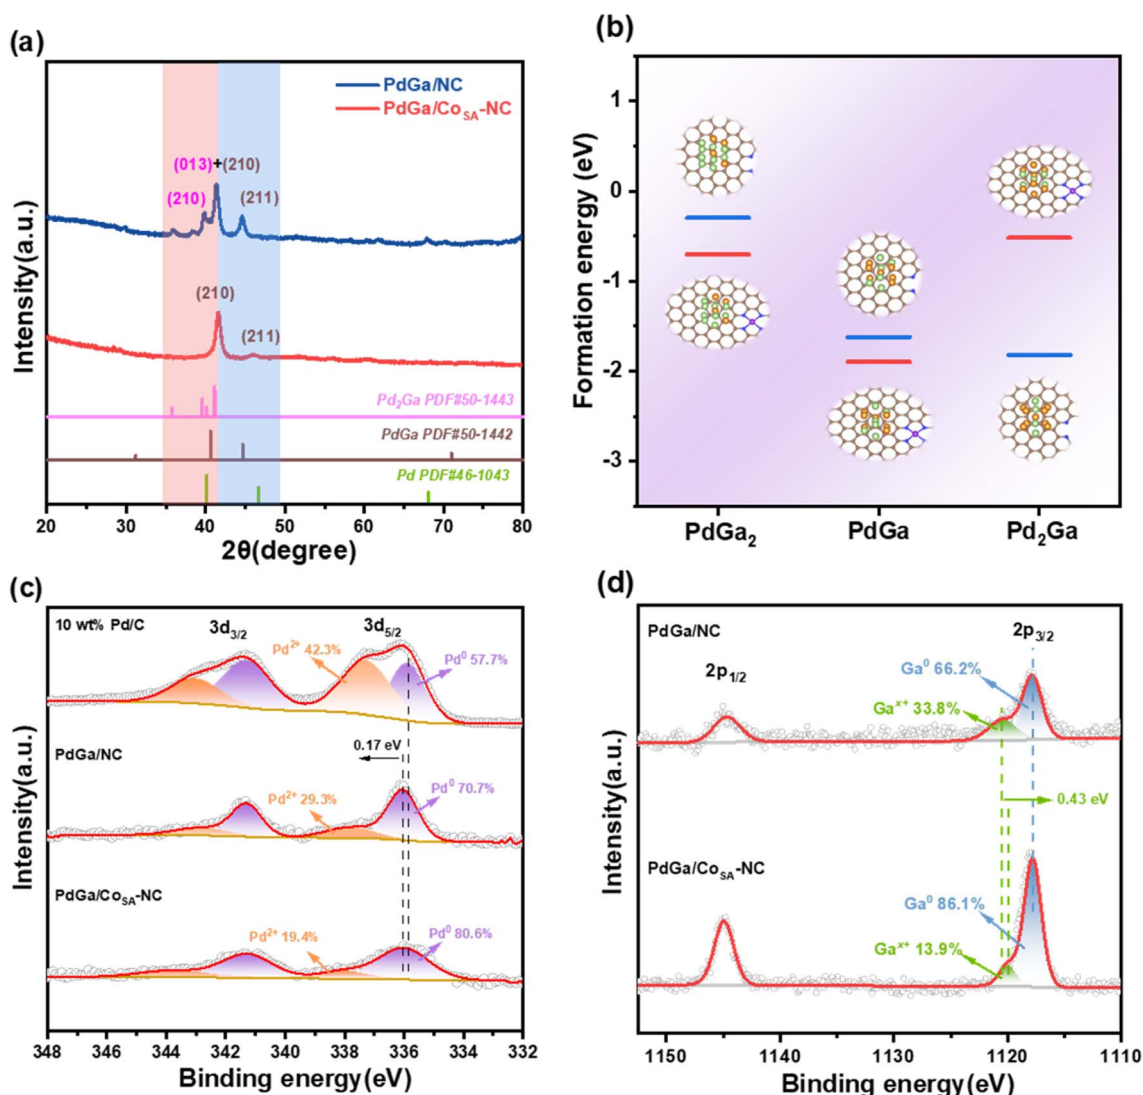 (a)
PdGa/NC
PdGa/Co_SA-NC
(013)+(210)
(210)
(211)
(210)
(211)
Pd₂Ga PDF#50-1443
PdGa PDF#50-1442
Pd PDF#46-1043
20 30 40 50 60 70 80
2θ(degree)
Intensity(a.u.)
(b)
1
0
-1
-2
-3
Formation energy (eV)
PdGa₂ PdGa Pd₂Ga
(c)
10 wt% Pd/C
3d₃/₂
3d₅/₂
Pd²⁺ 42.3%
Pd⁰ 57.7%
PdGa/NC
0.17 eV
Pd²⁺ 29.3%
Pd⁰ 70.7%
PdGa/Co_SA-NC
Pd²⁺ 19.4%
Pd⁰ 80.6%
348 346 344 342 340 338 336 334 332
Binding energy(eV)
Intensity(a.u.)
(d)
PdGa/NC
2p₃/₂
2p₁/₂
Ga⁰ 66.2%
Gaˣ⁺ 33.8%
0.43 eV
PdGa/Co_SA-NC
Ga⁰ 86.1%
Gaˣ⁺ 13.9%
1150 1140 1130 1120 1110
Binding energy(eV)
Intensity(a.u.)